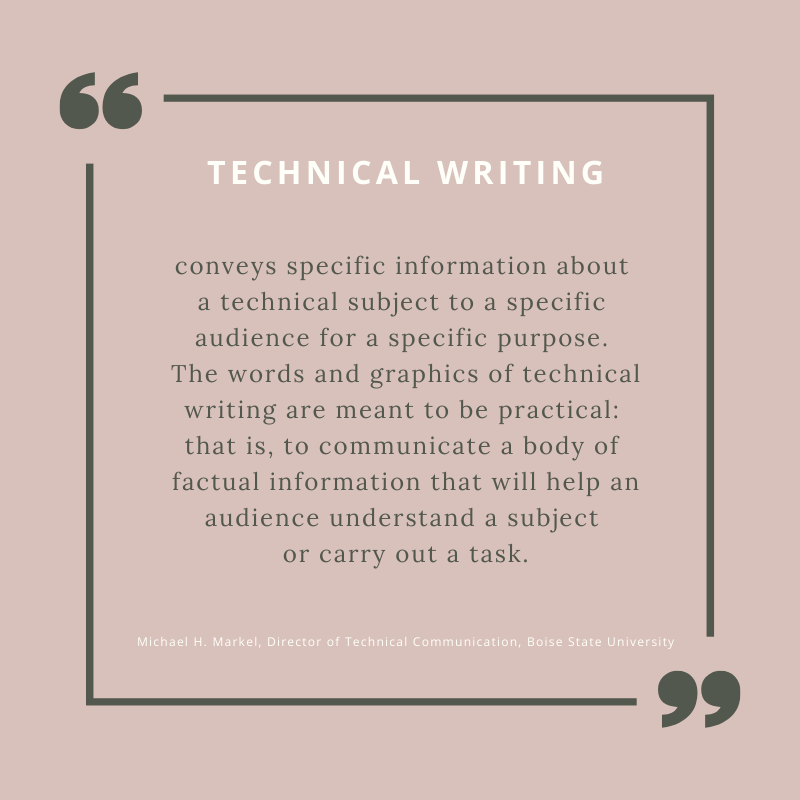 “
TECHNICAL WRITING
conveys specific information about
a technical subject to a specific
audience for a specific purpose.
The words and graphics of technical
writing are meant to be practical:
that is, to communicate a body of
factual information that will help an
audience understand a subject
or carry out a task.
Michael H. Markel, Director of Technical Communication, Boise State University
”